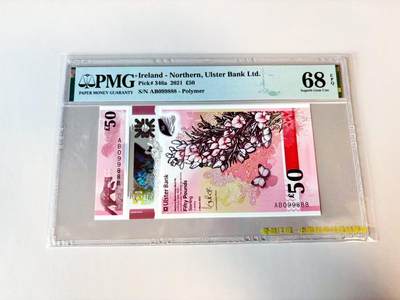 PMG
PAPER MONEY GUARANTY
Ireland - Northern, Ulster Bank Ltd.
Pick# 346a 2021 £50
S/N AB099888 - Polymer
68 EPQ
Superb Gem Unc
£50
AB099888
Ulster Bank
Fifty Pounds
Sterling
£50
AB099888